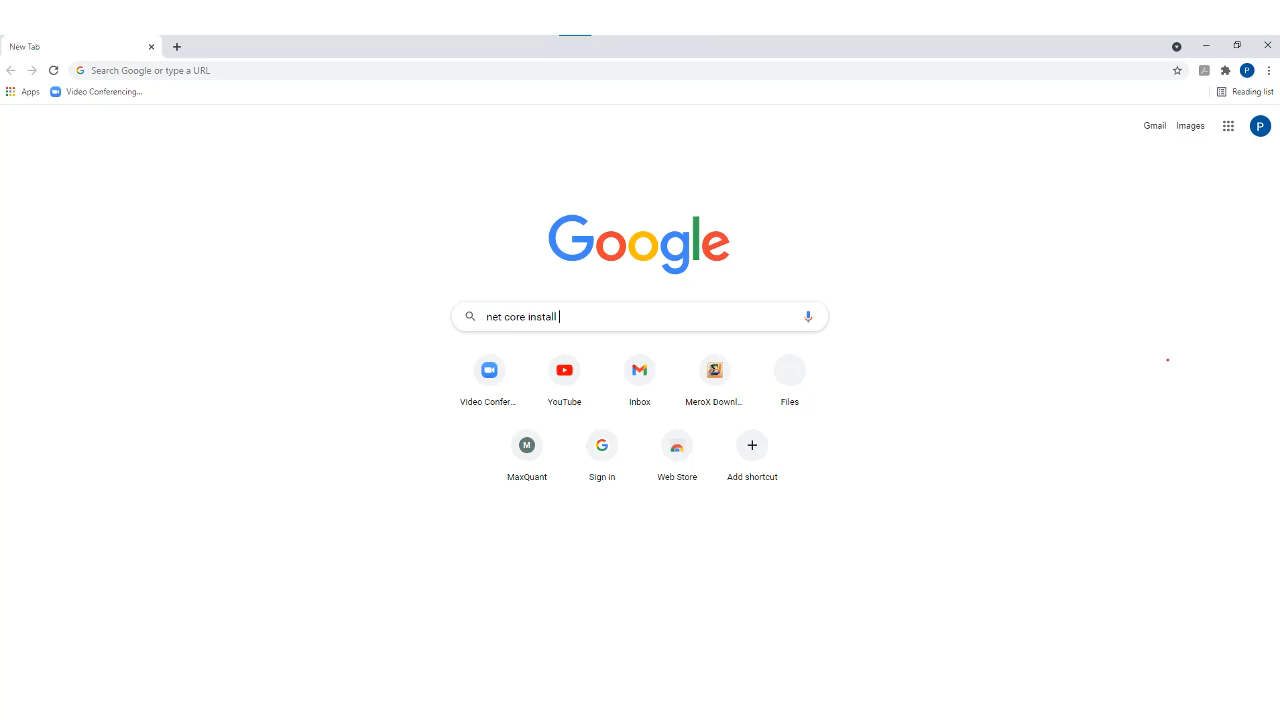 New Tab
Search Google or type a URL
P
Apps
Video Conferencing...
Reading list
Gmail
Images
P
Google
net core install
Video Confer...
YouTube
Inbox
MeroX Downl...
Files
M
MaxQuant
Sign in
Web Store
Add shortcut